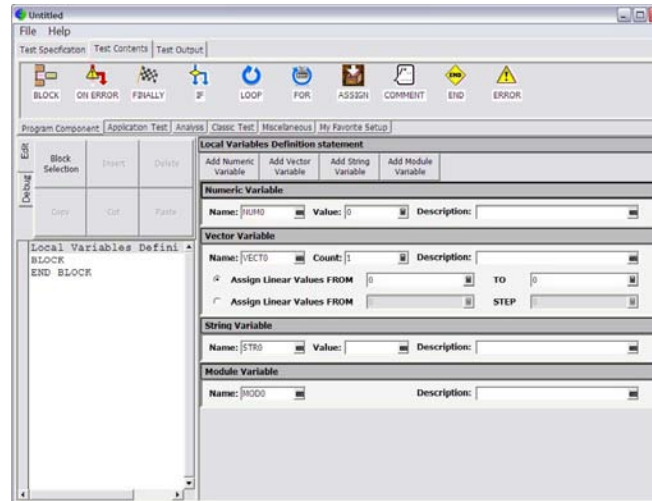 Untitled
File Help
Test Specification Test Contents Test Output
BLOCK ON ERROR FINALLY IF LOOP FOR ASSIGN COMMENT END ERROR
Program Component Application Test Analysis Classic Test Miscelaneous My Favorite Setup
Edit
Debug
Block Selection Insert Delete
Copy Cut Paste
Local Variables Defini
BLOCK
END BLOCK
Local Variables Definition statement
Add Numeric Variable Add Vector Variable Add String Variable Add Module Variable
Numeric Variable
Name: NUM0 Value: 0 Description:
Vector Variable
Name: VECT0 Count: 1 Description:
Assign Linear Values FROM 0 TO 0
Assign Linear Values FROM 0 STEP 0
String Variable
Name: STR0 Value: Description:
Module Variable
Name: MOD0 Description: